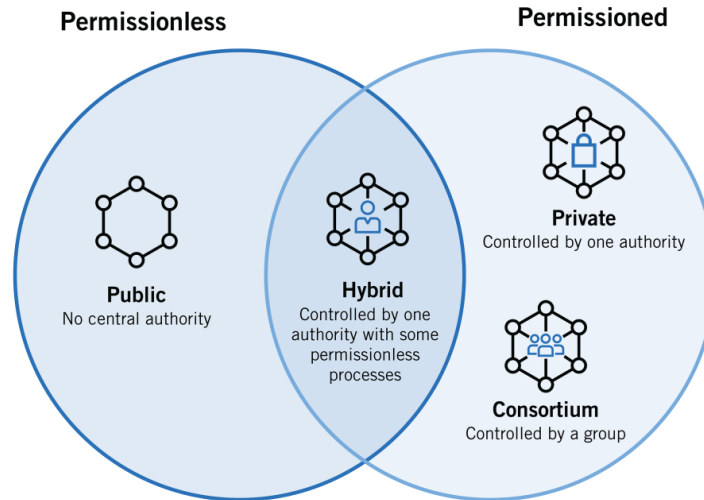 Permissionless
Permissioned
Public
No central authority
Hybrid
Controlled by one
authority with some
permissionless
processes
Private
Controlled by one authority
Consortium
Controlled by a group